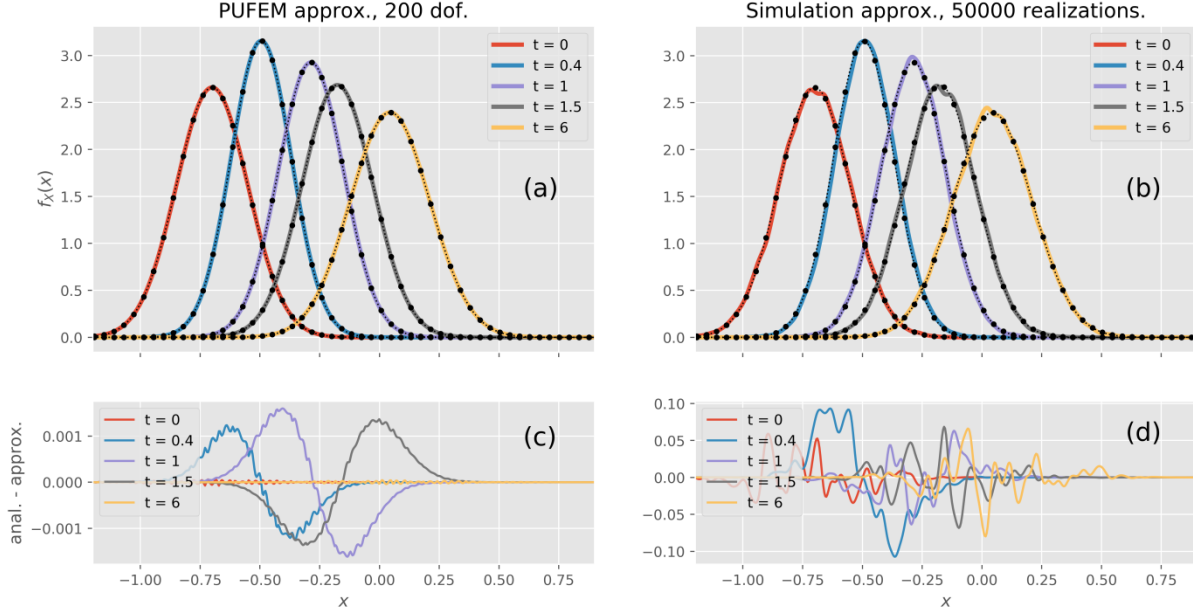 PUFEM approx., 200 dof.
Simulation approx., 50000 realizations.
3.0
2.5
2.0
1.5
1.0
0.5
0.0
f_X(x)
t = 0
t = 0.4
t = 1
t = 1.5
t = 6
(a)
3.0
2.5
2.0
1.5
1.0
0.5
0.0
t = 0
t = 0.4
t = 1
t = 1.5
t = 6
(b)
0.001
0.000
−0.001
anal. - approx.
t = 0
t = 0.4
t = 1
t = 1.5
t = 6
(c)
−1.00 −0.75 −0.50 −0.25 0.00 0.25 0.50 0.75
x
0.10
0.05
0.00
−0.05
−0.10
t = 0
t = 0.4
t = 1
t = 1.5
t = 6
(d)
−1.00 −0.75 −0.50 −0.25 0.00 0.25 0.50 0.75
x